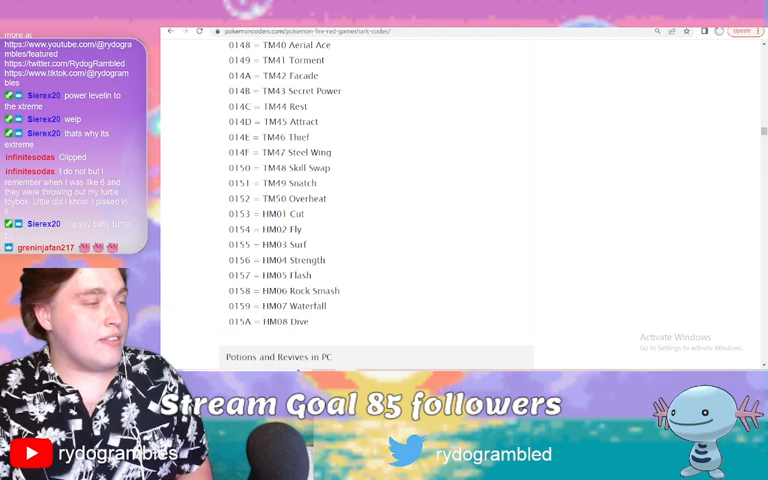 more at
https://www.youtube.com/@rydogra
mbles/featured
https://twitter.com/RydogRambled
https://www.tiktok.com/@rydogram
bles
Sierex20 power levelin to
the xtreme
Sierex20 welp
Sierex20 thats why its
extreme
infinitesodas Clipped
infinitesodas I do not but I
remember when I was like 5 and
they were throwing out my turtle
toybox. Little did I know, I pissed in
it
Sierex20 lil pissy baby turtle
greninjafan217
pokemoncoders.com/pokemon-fire-red-gameshark-codes/
Update
0148 = TM40 Aerial Ace
0149 = TM41 Torment
014A = TM42 Facade
014B = TM43 Secret Power
014C = TM44 Rest
014D = TM45 Attract
014E = TM46 Thief
014F = TM47 Steel Wing
0150 = TM48 Skill Swap
0151 = TM49 Snatch
0152 = TM50 Overheat
0153 = HM01 Cut
0154 = HM02 Fly
0155 = HM03 Surf
0156 = HM04 Strength
0157 = HM05 Flash
0158 = HM06 Rock Smash
0159 = HM07 Waterfall
015A = HM08 Dive
Potions and Revives in PC
Activate Windows
Go to Settings to activate Windows.
Stream Goal 85 followers
rydogrambles
rydogrambled